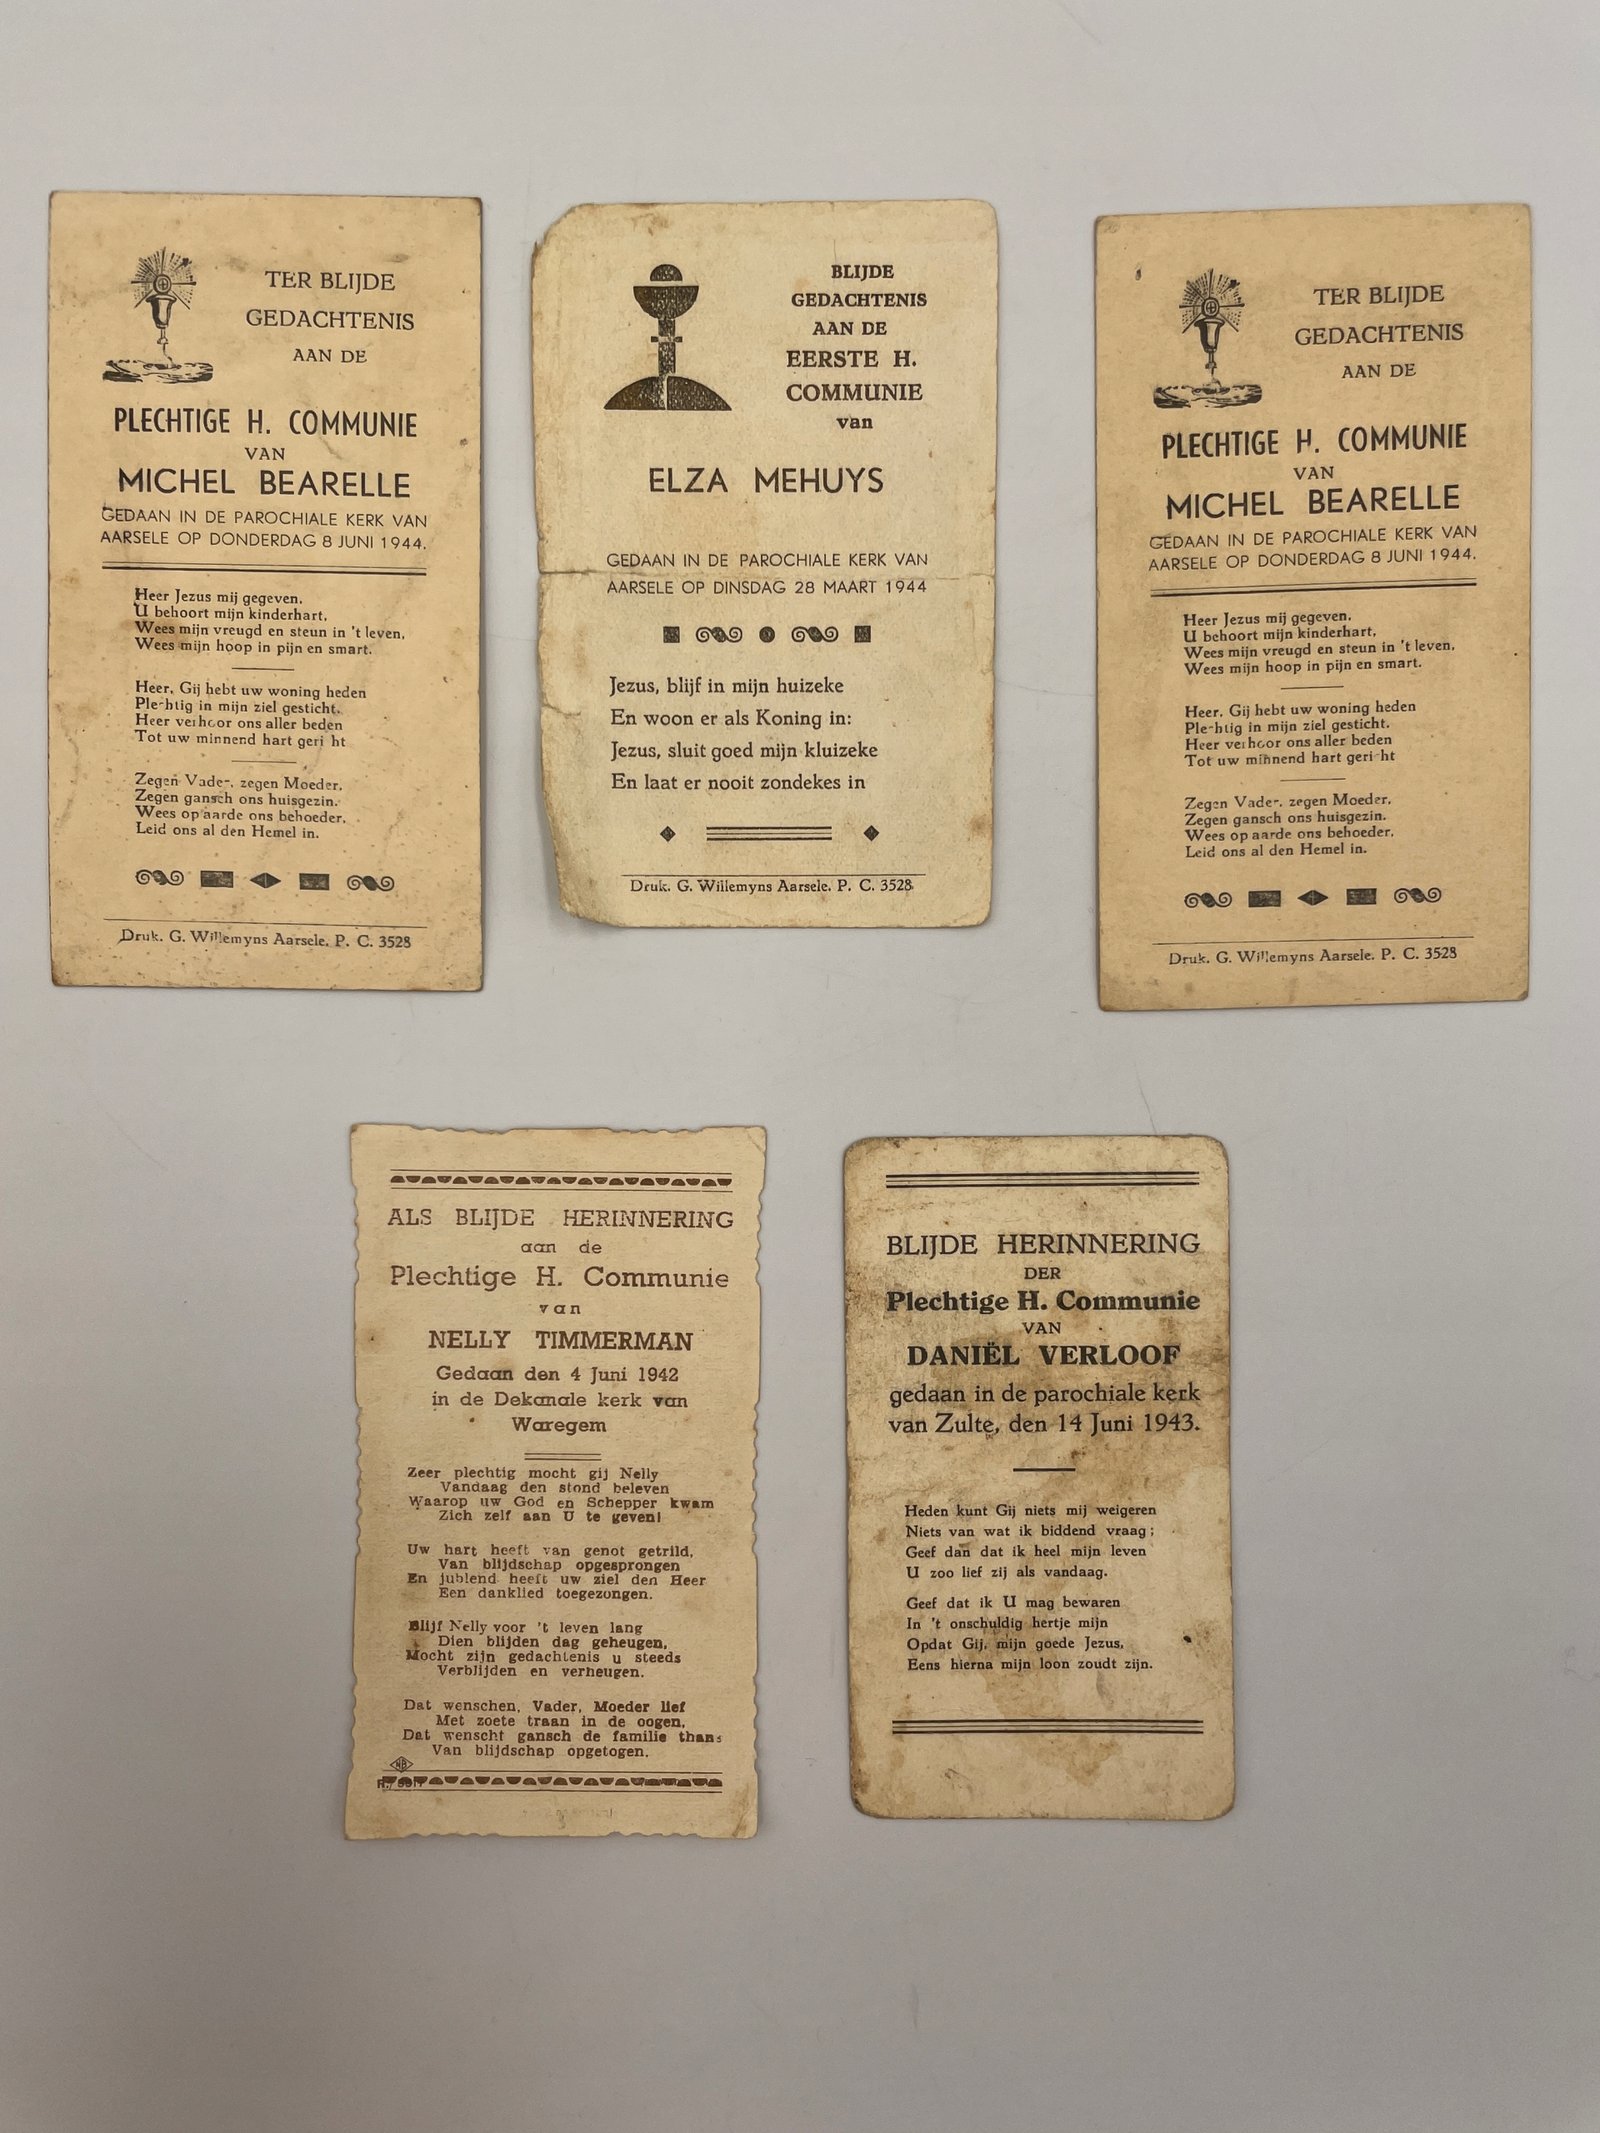 TER BLIJDE
GEDACHTENIS
AAN DE
PLECHTIGE H. COMMUNIE
VAN
MICHEL BEARELLE
GEDAAN IN DE PAROCHIALE KERK VAN
AARSELE OP DONDERDAG 8 JUNI 1944.
Heer Jezus mij gegeven,
U behoort mijn kinderhart,
Wees mijn vreugd en steun in 't leven,
Wees mijn hoop in pijn en smart.
Heer, Gij hebt uw woning heden
Ple-htig in mijn ziel gesticht.
Heer verhoor ons aller beden
Tot uw minnend hart geri ht
Zegen Vader, zegen Moeder,
Zegen gansch ons huisgezin.
Wees op aarde ons behoeder,
Leid ons al den Hemel in.
Druk. G. Willemyns Aarsele. P. C. 3528
BLIJDE
GEDACHTENIS
AAN DE
EERSTE H.
COMMUNIE
van
ELZA MEHUYS
GEDAAN IN DE PAROCHIALE KERK VAN
AARSELE OP DINSDAG 28 MAART 1944
Jezus, blijf in mijn huizeke
En woon er als Koning in:
Jezus, sluit goed mijn kluizeke
En laat er nooit zondekes in
Druk. G. Willemyns Aarsele. P. C. 3528
TER BLIJDE
GEDACHTENIS
AAN DE
PLECHTIGE H. COMMUNIE
VAN
MICHEL BEARELLE
GEDAAN IN DE PAROCHIALE KERK VAN
AARSELE OP DONDERDAG 8 JUNI 1944.
Heer Jezus mij gegeven,
U behoort mijn kinderhart,
Wees mijn vreugd en steun in 't leven,
Wees mijn hoop in pijn en smart.
Heer, Gij hebt uw woning heden
Ple-htig in mijn ziel gesticht.
Heer verhoor ons aller beden
Tot uw minnend hart geri ht
Zegen Vader, zegen Moeder,
Zegen gansch ons huisgezin.
Wees op aarde ons behoeder,
Leid ons al den Hemel in.
Druk. G. Willemyns Aarsele. P. C. 3528
ALS BLIJDE HERINNERING
aan de
Plechtige H. Communie
van
NELLY TIMMERMAN
Gedaan den 4 Juni 1942
in de Dekanale kerk van
Waregem
Zeer plechtig mocht gij Nelly
Vandaag den stond beleven
Waarop uw God en Schepper kwam
Zich zelf aan U te geven!
Uw hart heeft van genot getrild,
Van blijdschap opgesprongen
En jublend heeft uw ziel den Heer
Een danklied toegezongen.
Blijf Nelly voor 't leven lang
Dien blijden dag geheugen,
Mocht zijn gedachtenis u steeds
Verblijden en verheugen.
Dat wenschen, Vader, Moeder lief
Met zoete traan in de oogen,
Dat wenscht gansch de familie thans
Van blijdschap opgetogen.
NB
BLIJDE HERINNERING
DER
Plechtige H. Communie
VAN
DANIËL VERLOOF
gedaan in de parochiale kerk
van Zulte, den 14 Juni 1943.
Heden kunt Gij niets mij weigeren
Niets van wat ik biddend vraag;
Geef dan dat ik heel mijn leven
U zoo lief zij als vandaag.
Geef dat ik U mag bewaren
In 't onschuldig hertje mijn
Opdat Gij, mijn goede Jezus,
Eens hierna mijn loon zoudt zijn.